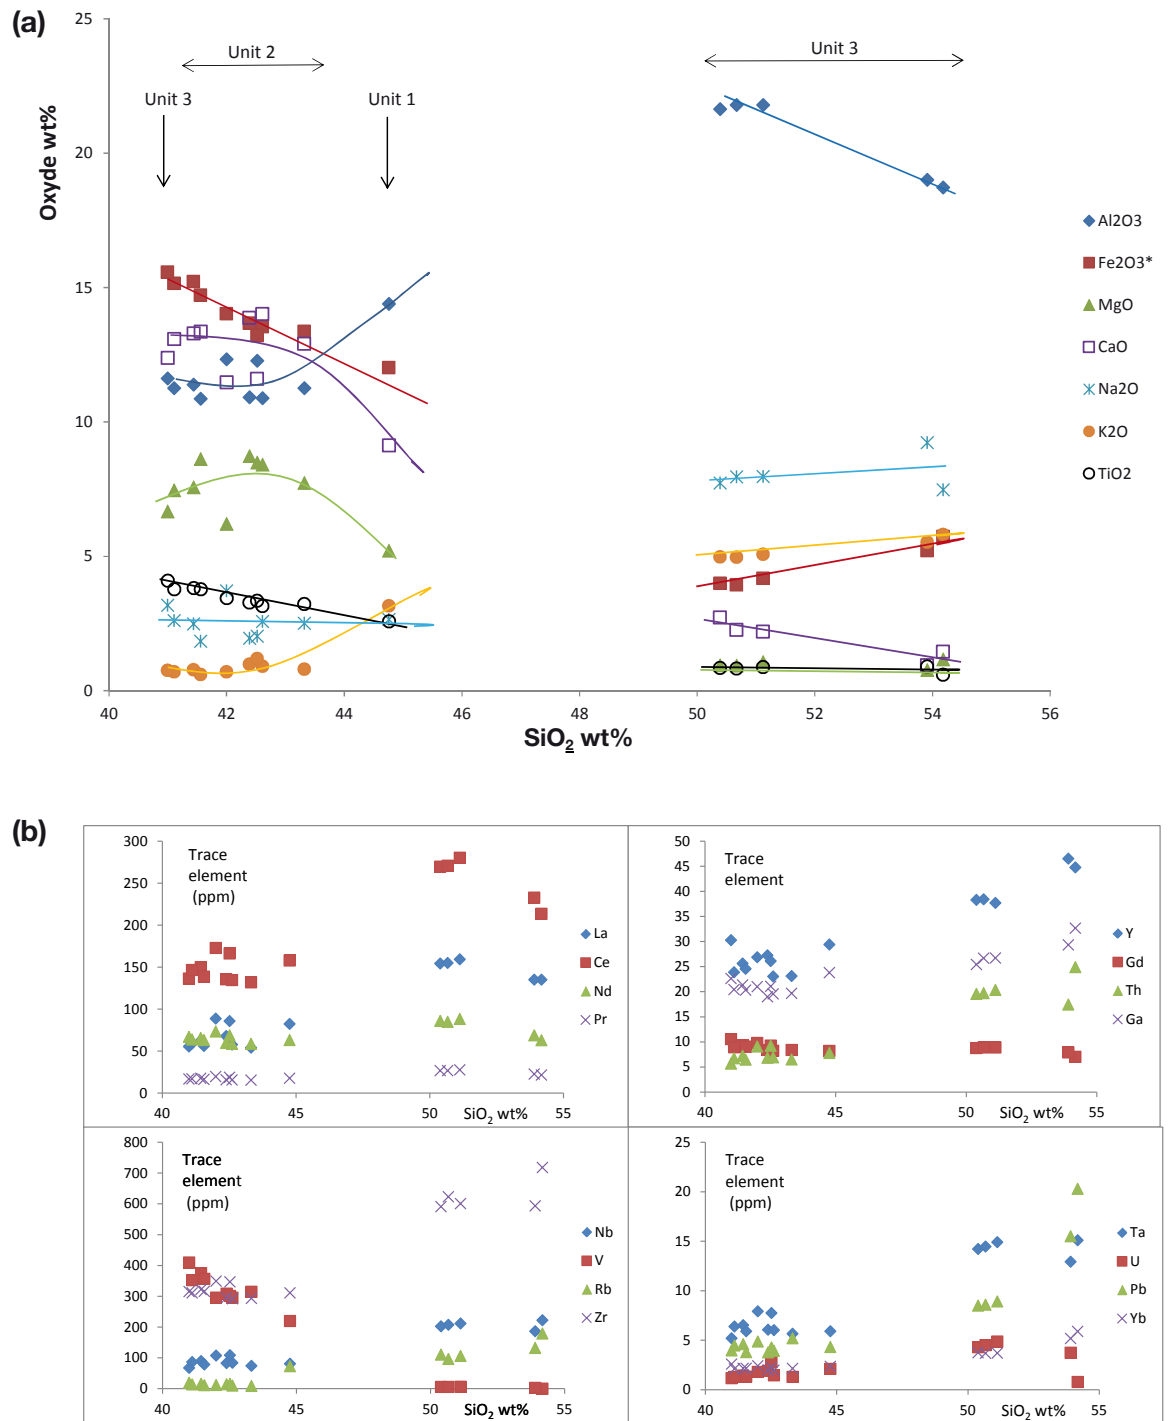 (a)
25
20
15
10
5
0
Oxyde wt%
Unit 2
Unit 3
Unit 1
Unit 3
40
42
44
46
48
50
52
54
56
SiO2 wt%
Al2O3
Fe2O3*
MgO
CaO
Na2O
K2O
TiO2
(b)
300
250
200
150
100
50
0
Trace
element
(ppm)
La
Ce
Nd
Pr
40
45
50
SiO2 wt%
55
50
45
40
35
30
25
20
15
10
5
0
Trace
element
Y
Gd
Th
Ga
40
45
50
SiO2 wt%
55
800
700
600
500
400
300
200
100
0
Trace
element
(ppm)
Nb
V
Rb
Zr
40
45
50
SiO2 wt%
55
25
20
15
10
5
0
Trace
element
(ppm)
Ta
U
Pb
Yb
40
45
50
SiO2 wt%
55